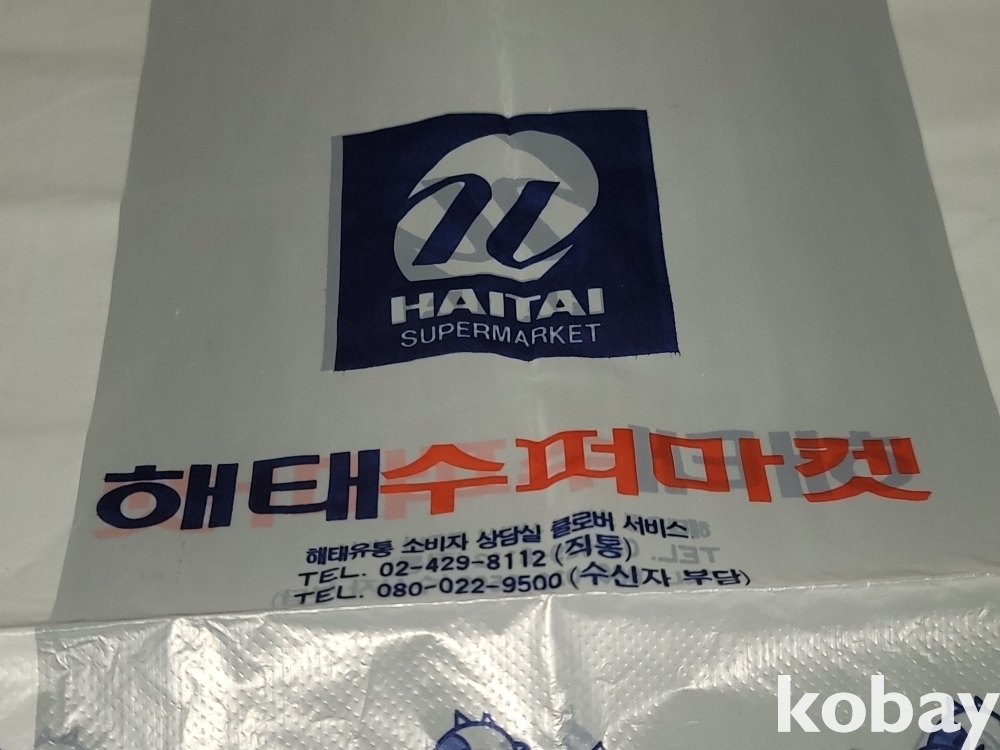 HAITAI
SUPERMARKET
해태수퍼마켓
해태유통 소비자 상담실 클로버 서비스
TEL. 02-429-8112 (직통)
TEL. 080-022-9500 (수신자 부담)
kobay